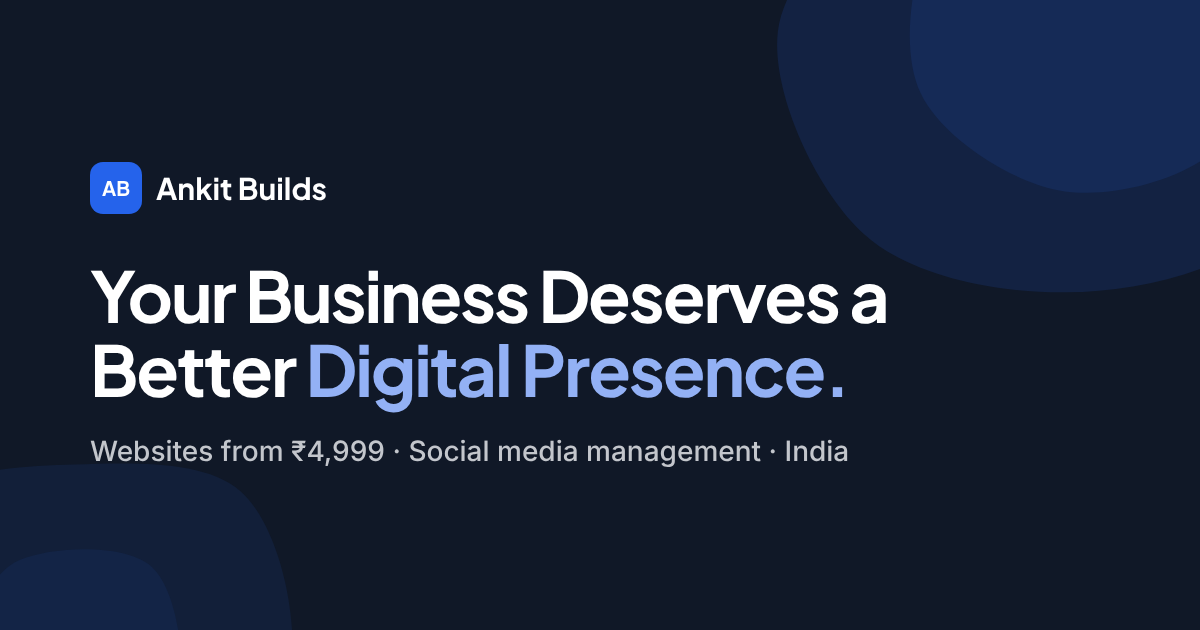 AB
Ankit Builds
Your Business Deserves a
Better Digital Presence.
Websites from ₹4,999 · Social media management · India